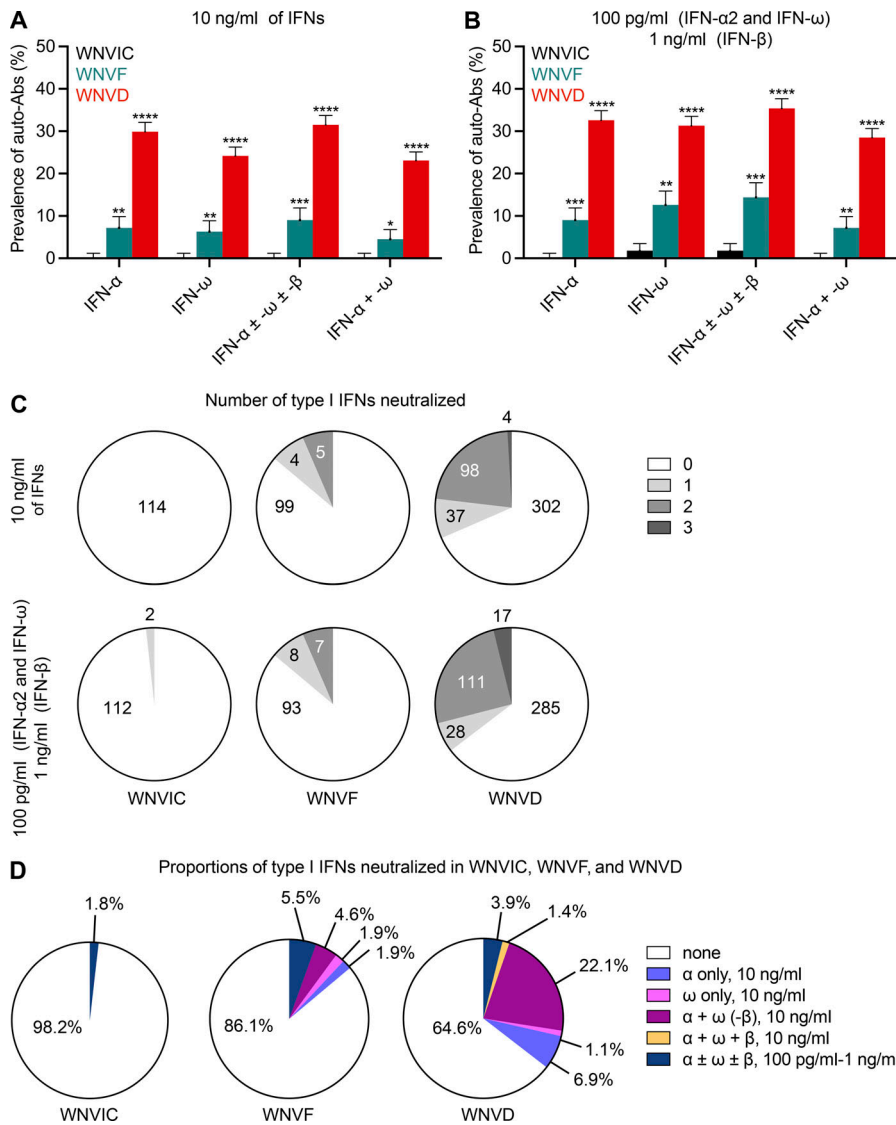 A
10 ng/ml of IFNs
Prevalence of auto-Abs (%)
50
40
30
20
10
0
WNVIC
WNVF
WNVD
**
****
**
****
***
****
*
****
IFN-α
IFN-ω
IFN-α ± -ω ± -β
IFN-α + -ω
B
100 pg/ml (IFN-α2 and IFN-ω)
1 ng/ml (IFN-β)
Prevalence of auto-Abs (%)
50
40
30
20
10
0
WNVIC
WNVF
WNVD
***
****
**
****
***
****
**
****
IFN-α
IFN-ω
IFN-α ± -ω ± -β
IFN-α + -ω
C
Number of type I IFNs neutralized
10 ng/ml
of IFNs
114
4
5
99
4
98
37
302
0
1
2
3
100 pg/ml (IFN-α2 and IFN-ω)
1 ng/ml (IFN-β)
2
112
8
7
93
17
111
28
285
WNVIC
WNVF
WNVD
D
Proportions of type I IFNs neutralized in WNVIC, WNVF, and WNVD
1.8%
98.2%
WNVIC
5.5%
4.6%
1.9%
1.9%
86.1%
WNVF
3.9%
1.4%
22.1%
1.1%
6.9%
64.6%
WNVD
none
α only, 10 ng/ml
ω only, 10 ng/ml
α + ω (-β), 10 ng/ml
α + ω + β, 10 ng/ml
α ± ω ± β, 100 pg/ml-1 ng/m